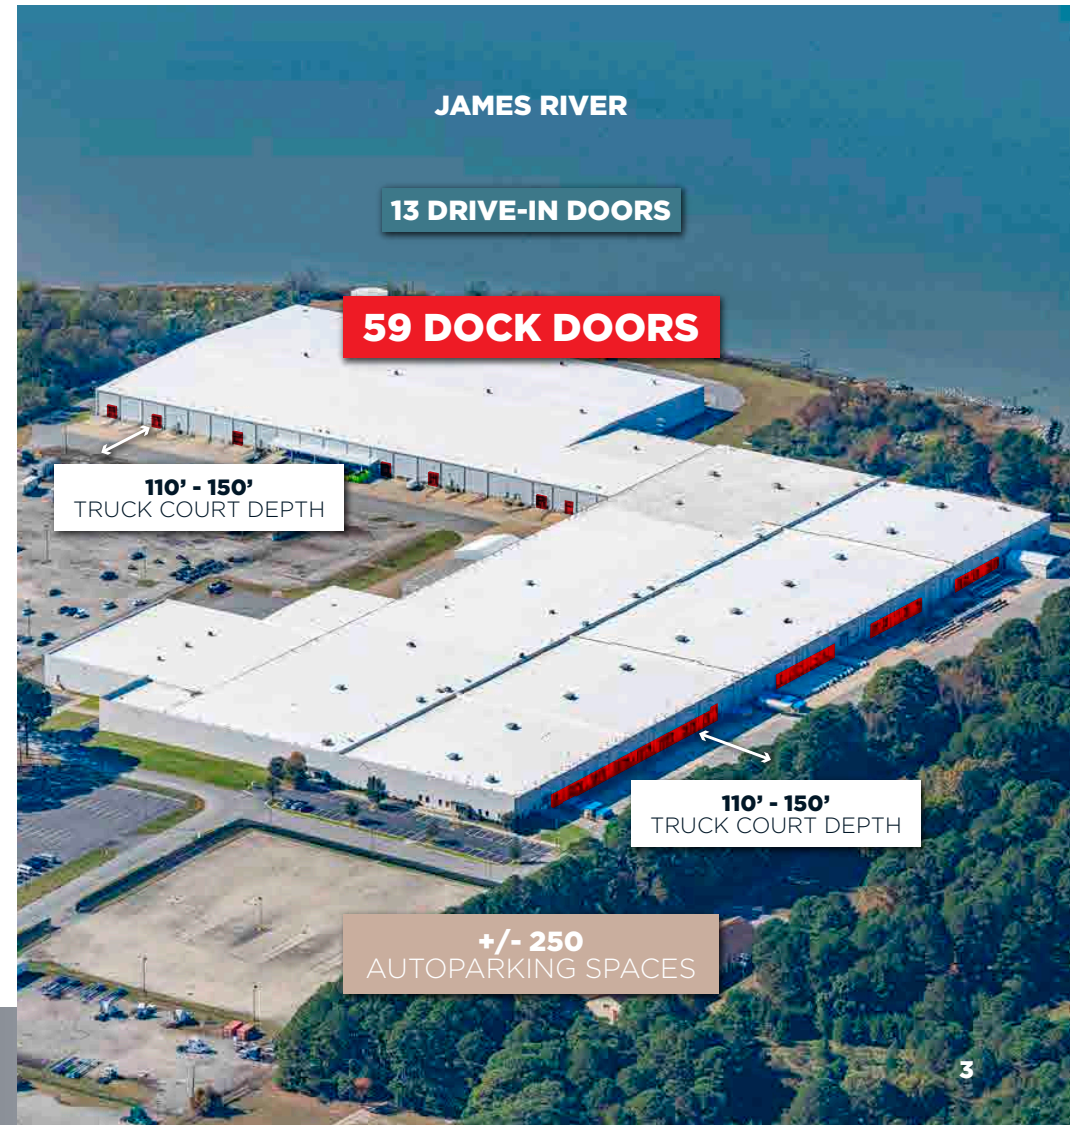 JAMES RIVER
13 DRIVE-IN DOORS
59 DOCK DOORS
110’ - 150’
TRUCK COURT DEPTH
110’ - 150’
TRUCK COURT DEPTH
+/- 250
AUTOPARKING SPACES
3